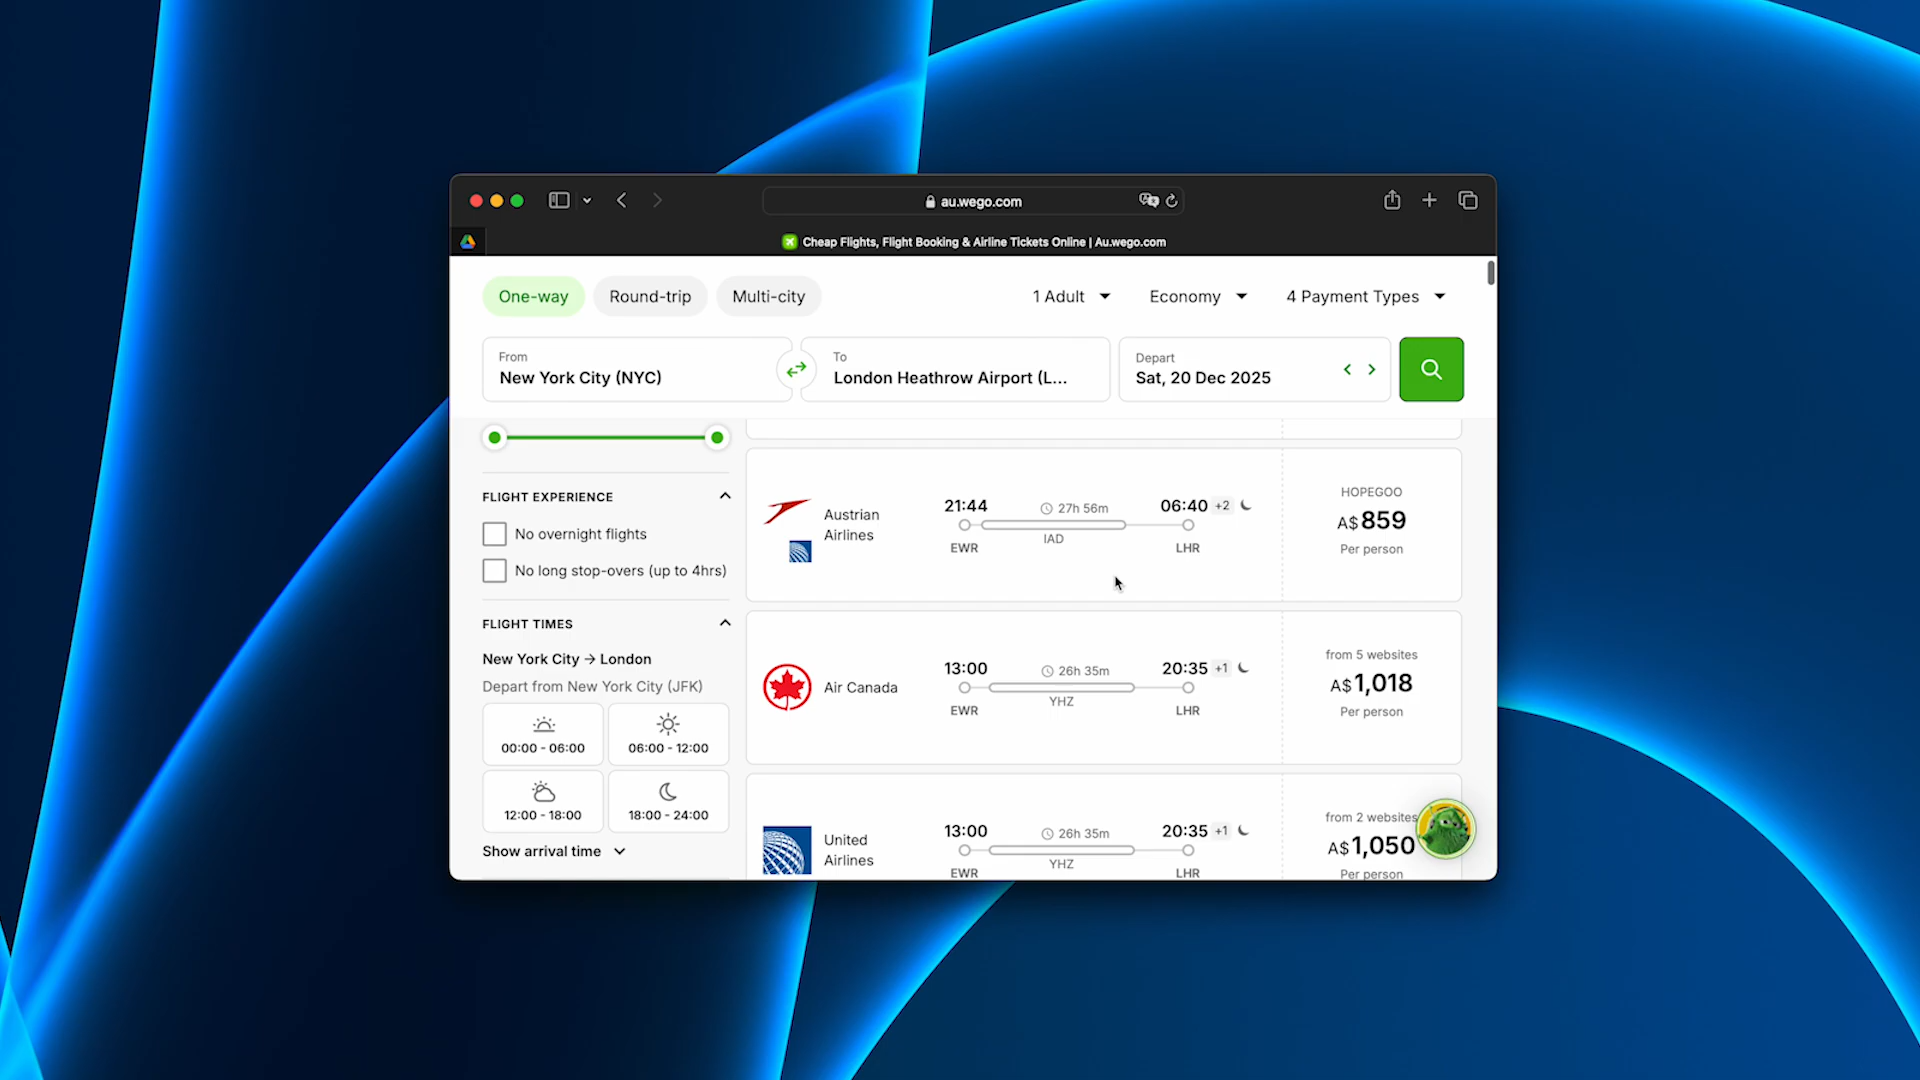 au.wego.com
Cheap Flights, Flight Booking & Airline Tickets Online | Au.wego.com
One-way
Round-trip
Multi-city
1 Adult
Economy
4 Payment Types
From
New York City (NYC)
To
London Heathrow Airport (L...
Depart
Sat, 20 Dec 2025
FLIGHT EXPERIENCE
No overnight flights
No long stop-overs (up to 4hrs)
FLIGHT TIMES
New York City → London
Depart from New York City (JFK)
00:00 - 06:00
06:00 - 12:00
12:00 - 18:00
18:00 - 24:00
Show arrival time
Austrian
Airlines
21:44
27h 56m
06:40 +2
EWR
IAD
LHR
HOPEGOO
A$859
Per person
Air Canada
13:00
26h 35m
20:35 +1
EWR
YHZ
LHR
from 5 websites
A$1,018
Per person
United
Airlines
13:00
26h 35m
20:35 +1
EWR
YHZ
LHR
from 2 websites
A$1,050
Per person